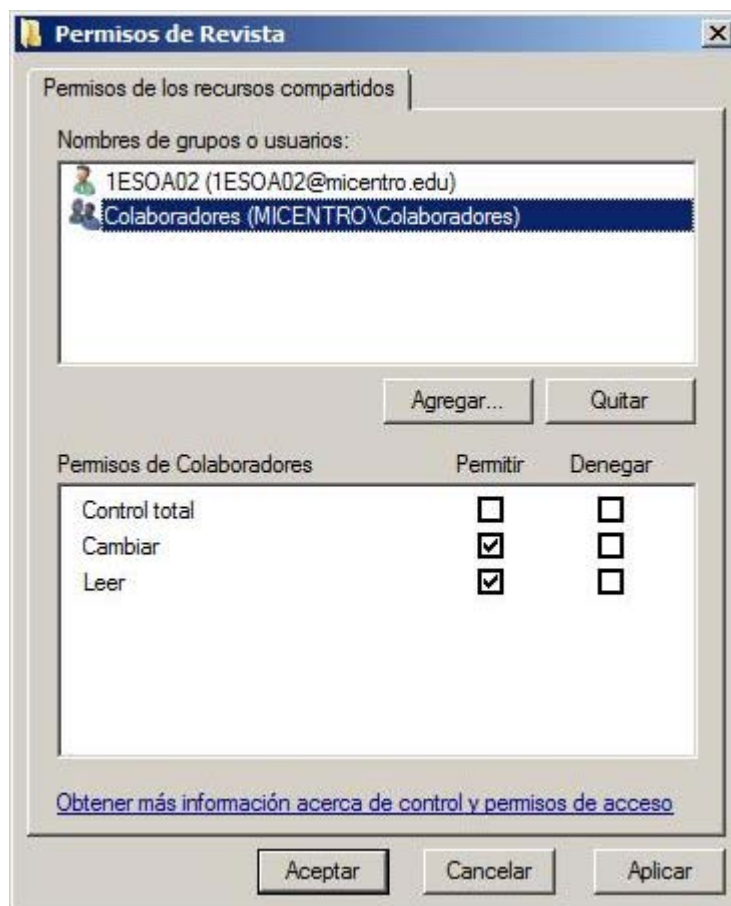 Permisos de Revista
Permisos de los recursos compartidos
Nombres de grupos o usuarios:
1ESOA02 (1ESOA02@micentro.edu)
Colaboradores (MICENTRO\Colaboradores)
Agregar... Quitar
Permisos de Colaboradores Permitir Denegar
Control total
Cambiar
Leer
Obtener más información acerca de control y permisos de acceso
Aceptar Cancelar Aplicar